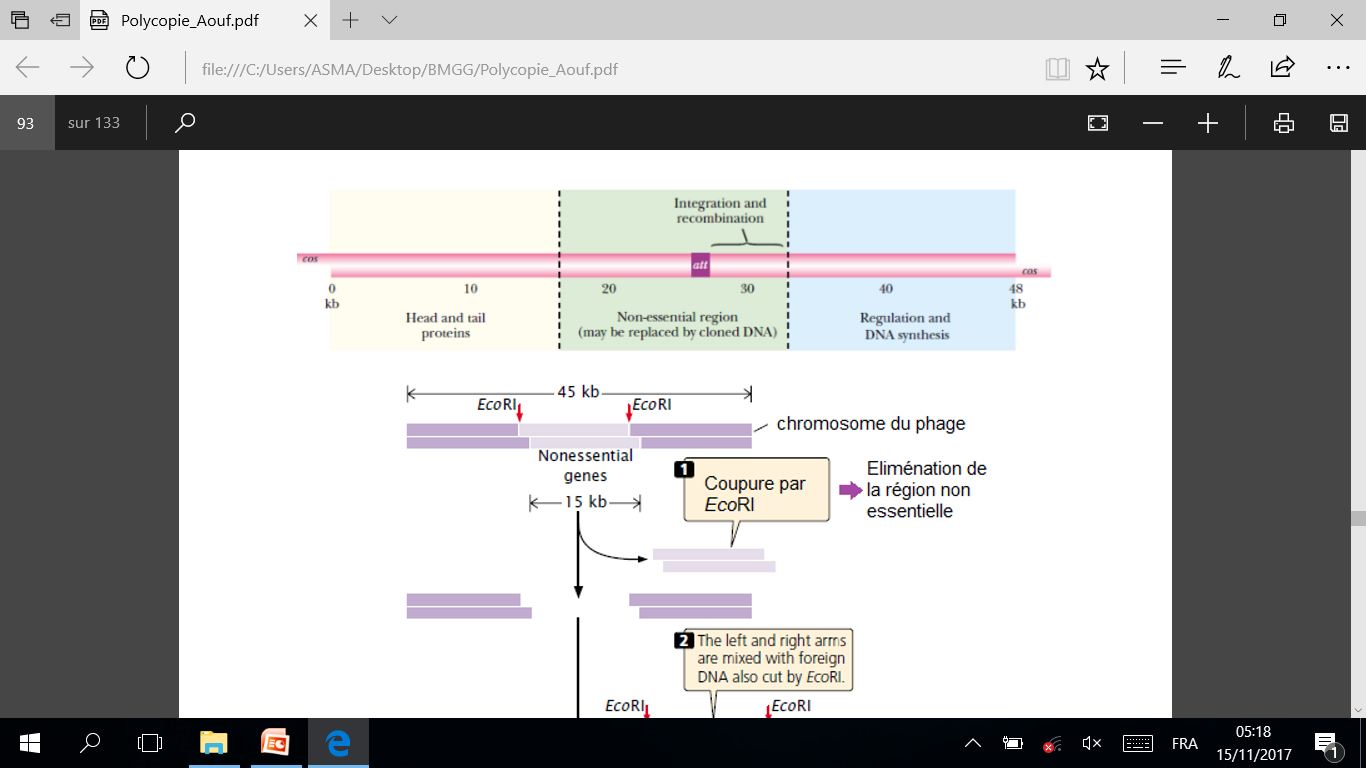 Polycopie_Aouf.pdf
file:///C:/Users/ASMA/Desktop/BMGG/Polycopie_Aouf.pdf
93 sur 133
Integration and
recombination
cos
att
cos
0
kb
10
20
30
40
48
kb
Head and tail
proteins
Non-essential region
(may be replaced by cloned DNA)
Regulation and
DNA synthesis
45 kb
EcoRI
EcoRI
chromosome du phage
Nonessential
genes
15 kb
1
Coupure par
EcoRI
Eliménation de
la région non
essentielle
2
The left and right arms
are mixed with foreign
DNA also cut by EcoRI.
EcoRI
EcoRI
FRA
05:18
15/11/2017
1